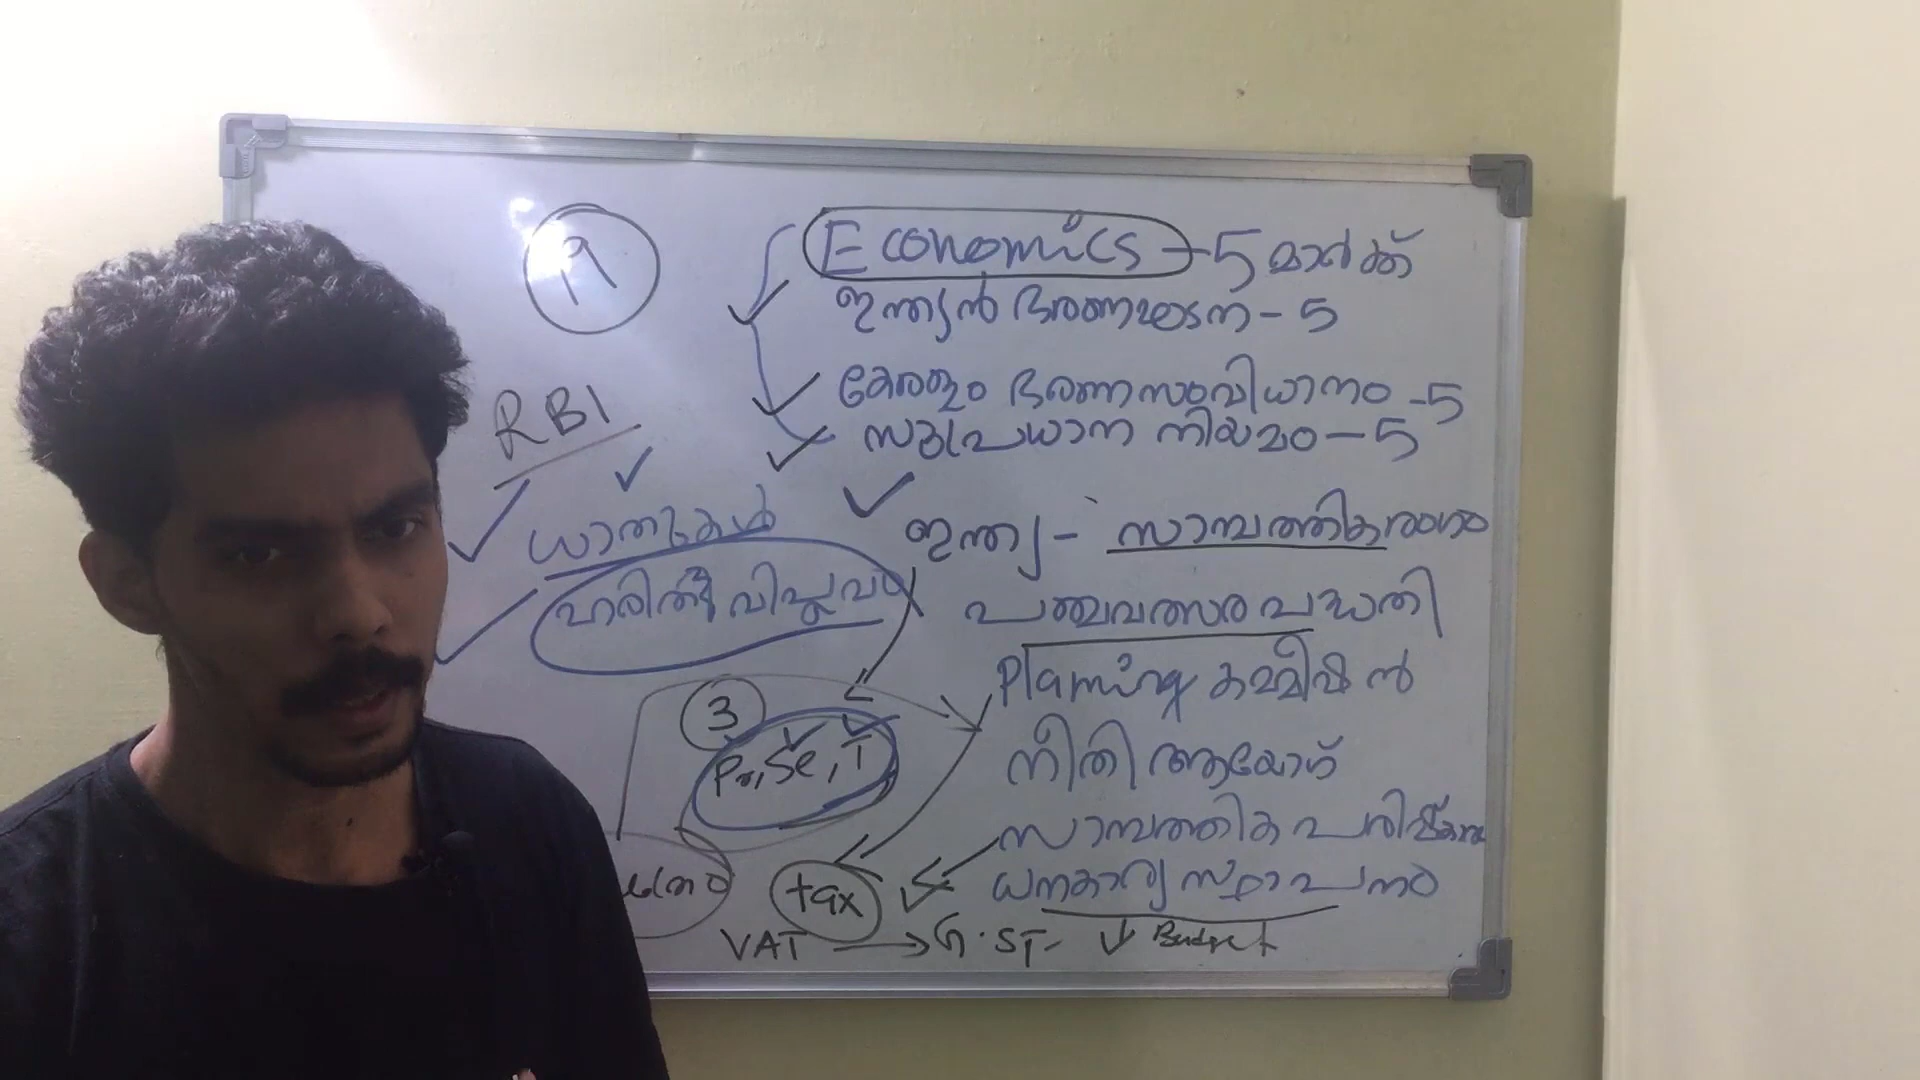 Economics - 5 മാർക്ക്
ഇന്ത്യൻ ഭരണഘടന - 5
കേരളം ഭരണസംവിധാനം - 5
സുപ്രധാന നിയമം - 5
RBI
ധാതുക്കൾ
ഇന്ത്യ - സാമ്പത്തികരംഗം
ഹരിത വിപ്ലവം
പഞ്ചവത്സര പദ്ധതി
Planning കമ്മീഷൻ
3
Pr, Se, T
നീതി ആയോഗ്
സാമ്പത്തിക പരിഷ്കരണ
tax
ധനകാര്യ സ്ഥാപനം
VAT → G.ST
Budget